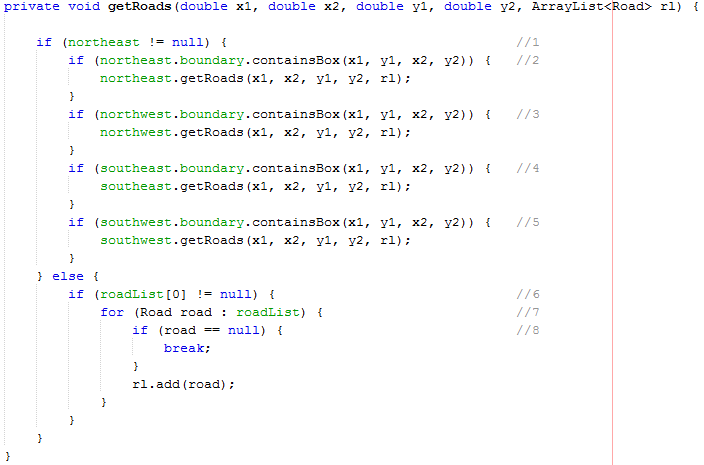 private void getRoads(double x1, double x2, double y1, double y2, ArrayList<Road> rl) {
if (northeast != null) { //1
if (northeast.boundary.containsBox(x1, y1, x2, y2)) { //2
northeast.getRoads(x1, x2, y1, y2, rl);
}
if (northwest.boundary.containsBox(x1, y1, x2, y2)) { //3
northwest.getRoads(x1, x2, y1, y2, rl);
}
if (southeast.boundary.containsBox(x1, y1, x2, y2)) { //4
southeast.getRoads(x1, x2, y1, y2, rl);
}
if (southwest.boundary.containsBox(x1, y1, x2, y2)) { //5
southwest.getRoads(x1, x2, y1, y2, rl);
}
} else {
if (roadList[0] != null) { //6
for (Road road : roadList) { //7
if (road == null) { //8
break;
}
rl.add(road);
}
}
}
}